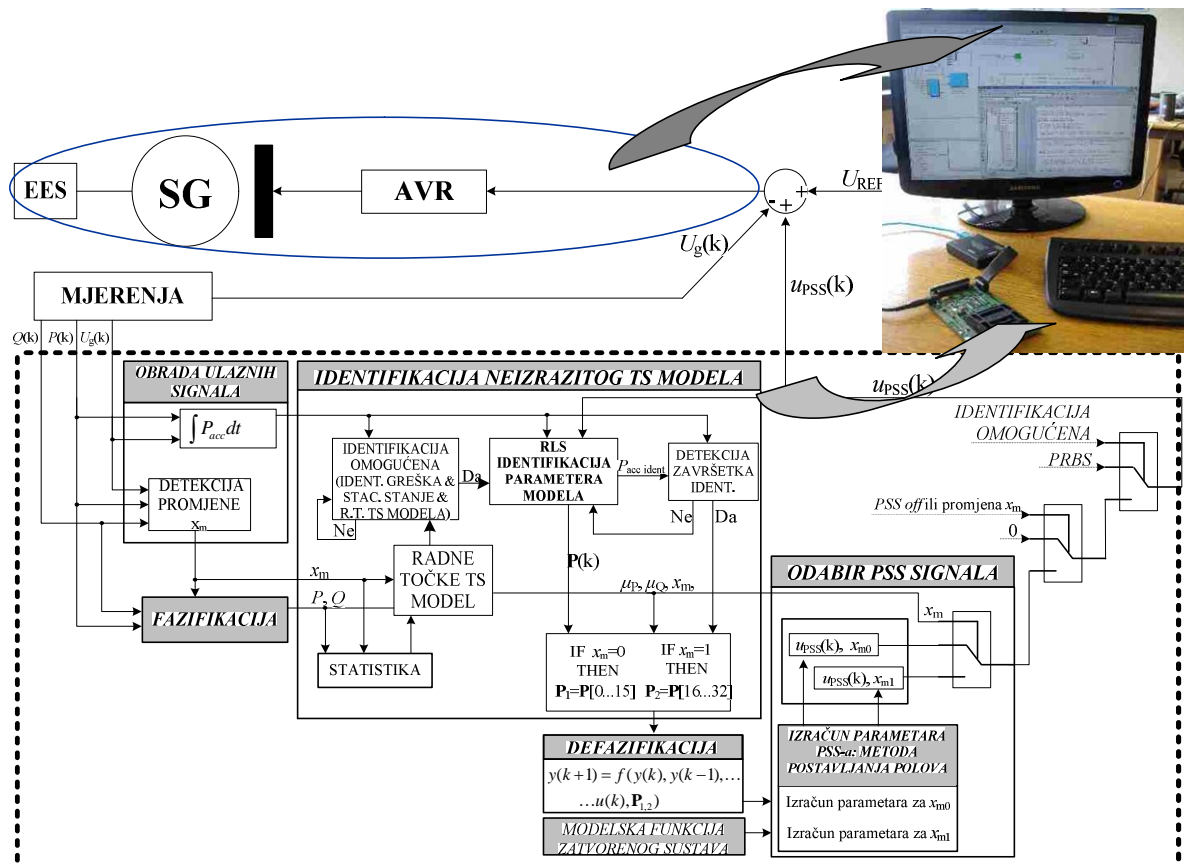 EES
SG
AVR
U_REF
-
+
+
U_g(k)
u_PSS(k)
MJERENJA
Q(k)
P(k)
U_g(k)
OBRADA ULAZNIH
SIGNALA
∫ P_acc dt
DETEKCIJA
PROMJENE
x_m
FAZIFIKACIJA
IDENTIFIKACIJA NEIZRAZITOG TS MODELA
IDENTIFIKACIJA
OMOGUĆENA
(IDENT. GREŠKA &
STAC. STANJE &
R.T. TS MODELA)
Ne
Da
RLS
IDENTIFIKACIJA
PARAMETERA
MODELA
P_acc ident
DETEKCIJA
ZAVRŠETKA
IDENT.
Ne
Da
P(k)
x_m
P, Q
RADNE
TOČKE TS
MODEL
STATISTIKA
μ_P, μ_Q, x_m,
IF x_m=0
THEN
P_1=P[0...15]
IF x_m=1
THEN
P_2=P[16...32]
DEFAZIFIKACIJA
y(k+1) = f(y(k), y(k-1),...
...u(k), P_1,2)
MODELSKA FUNKCIJA
ZATVORENOG SUSTAVA
u_PSS(k)
IDENTIFIKACIJA
OMOGUĆENA
PRBS
PSS off ili promjena x_m
0
ODABIR PSS SIGNALA
x_m
u_PSS(k), x_m0
u_PSS(k), x_m1
IZRAČUN PARAMETARA
PSS-a: METODA
POSTAVLJANJA POLOVA
Izračun parametara za x_m0
Izračun parametara za x_m1
SAMSUNG